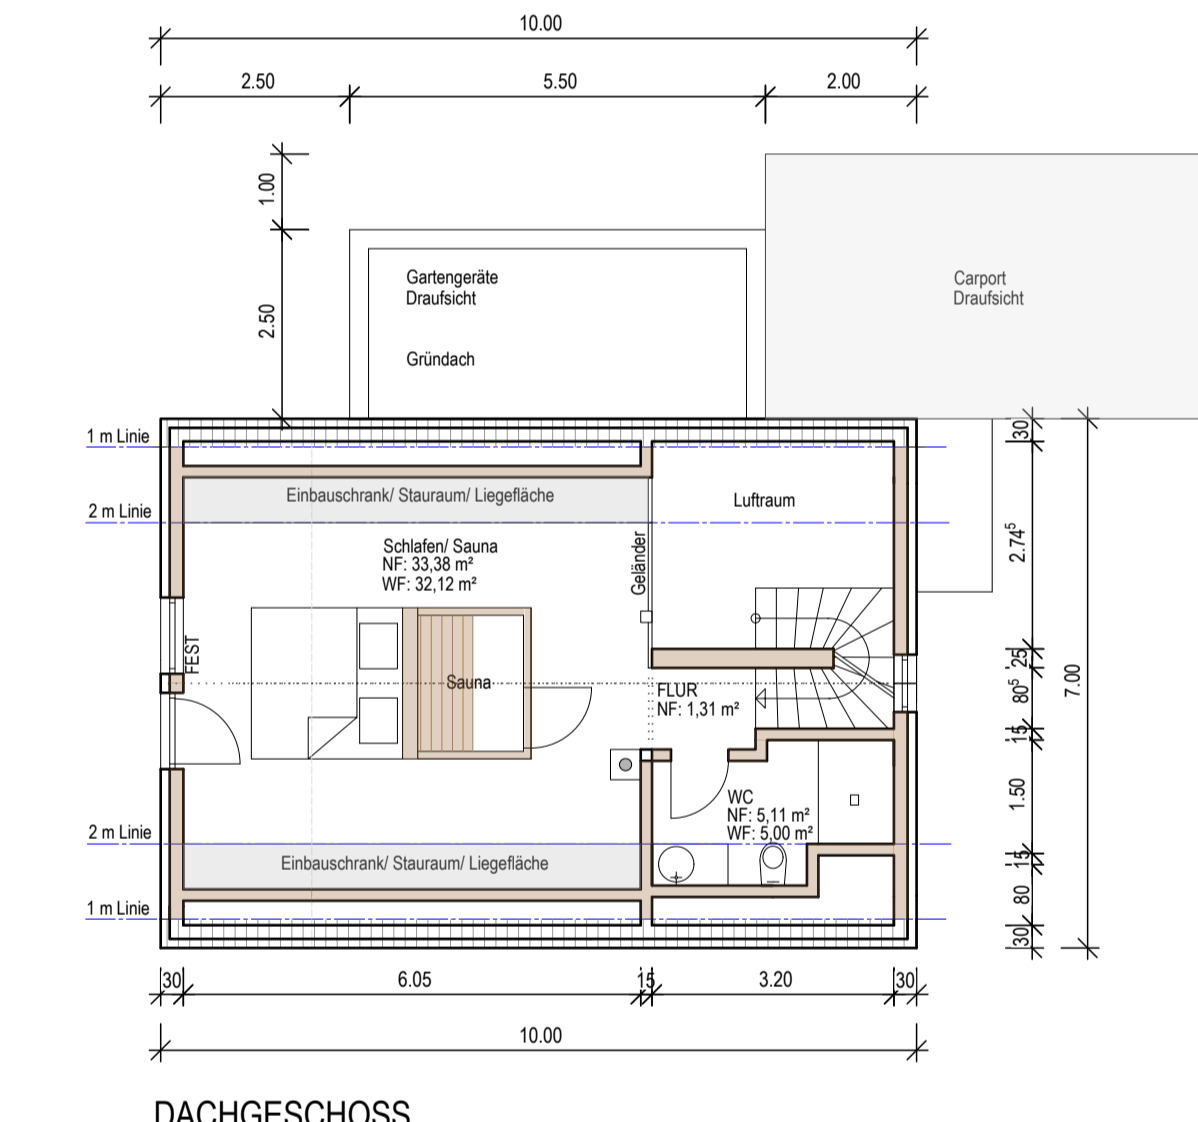 10.00
2.50 5.50 2.00
1.00
2.50
Gartengeräte
Draufsicht
Gründach
Carport
Draufsicht
1 m Linie
2 m Linie
Einbauschrank/ Stauraum/ Liegefläche
Luftraum
Schlafen/ Sauna
NF: 33,38 m²
WF: 32,12 m²
Geländer
FEST
Sauna
FLUR
NF: 1,31 m²
WC
NF: 5,11 m²
WF: 5,00 m²
2 m Linie
Einbauschrank/ Stauraum/ Liegefläche
1 m Linie
30
2.74⁵
25
80⁵
15
1.50
15
80
30
7.00
30 6.05 15 3.20 30
10.00
DACHGESCHOSS